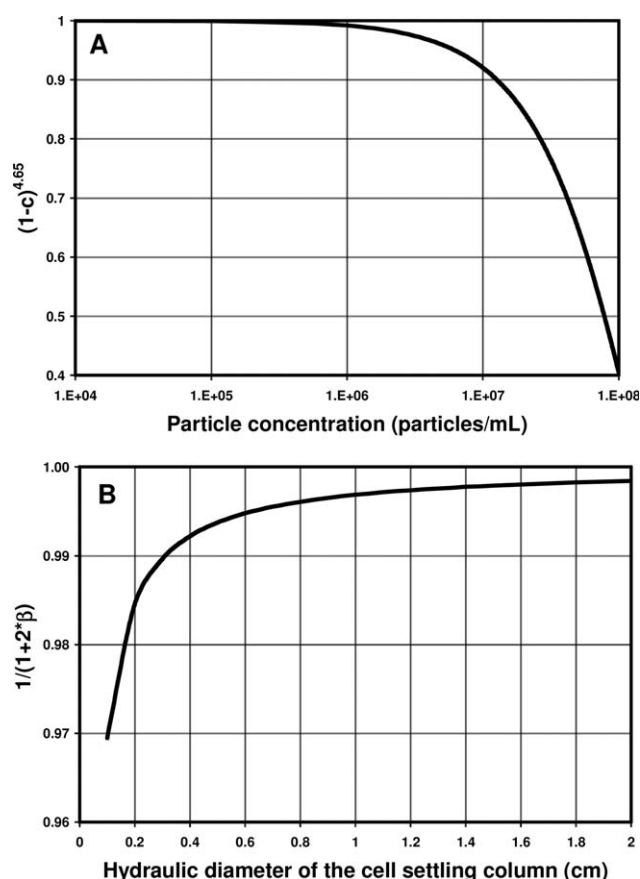 A
1
0.9
0.8
0.7
0.6
0.5
0.4
(1-c)^4.65
1.E+04 1.E+05 1.E+06 1.E+07 1.E+08
Particle concentration (particles/mL)
B
1.00
0.99
0.98
0.97
0.96
1/(1+2*β)
0 0.2 0.4 0.6 0.8 1 1.2 1.4 1.6 1.8 2
Hydraulic diameter of the cell settling column (cm)